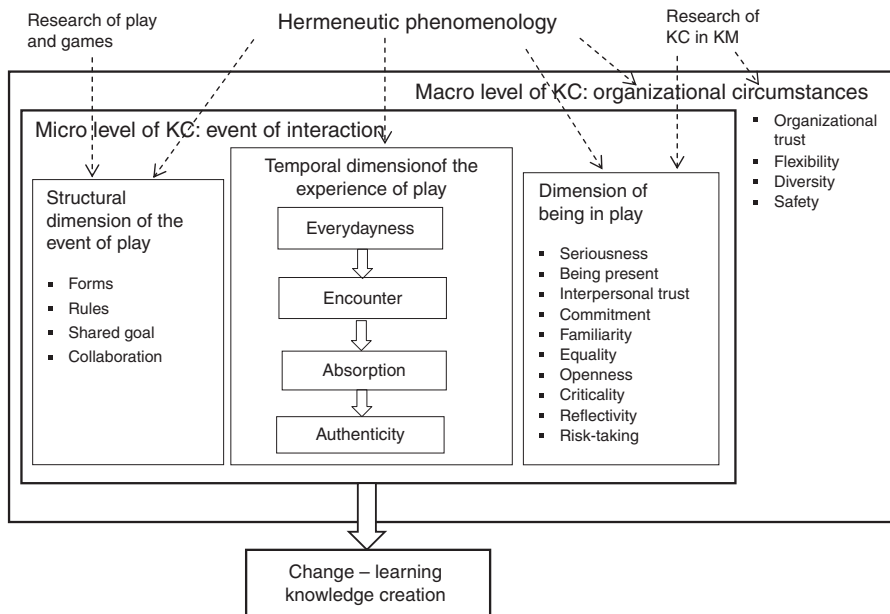 Research of play
and games
Hermeneutic phenomenology
Research of
KC in KM
Macro level of KC: organizational circumstances
▪ Organizational
trust
▪ Flexibility
▪ Diversity
▪ Safety
Micro level of KC: event of interaction
Structural
dimension of the
event of play
▪ Forms
▪ Rules
▪ Shared goal
▪ Collaboration
Temporal dimensionof the
experience of play
Everydayness
Encounter
Absorption
Authenticity
Dimension of
being in play
▪ Seriousness
▪ Being present
▪ Interpersonal trust
▪ Commitment
▪ Familiarity
▪ Equality
▪ Openness
▪ Criticality
▪ Reflectivity
▪ Risk-taking
Change – learning
knowledge creation